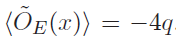 ⟨Õ_E(x)⟩ = −4q